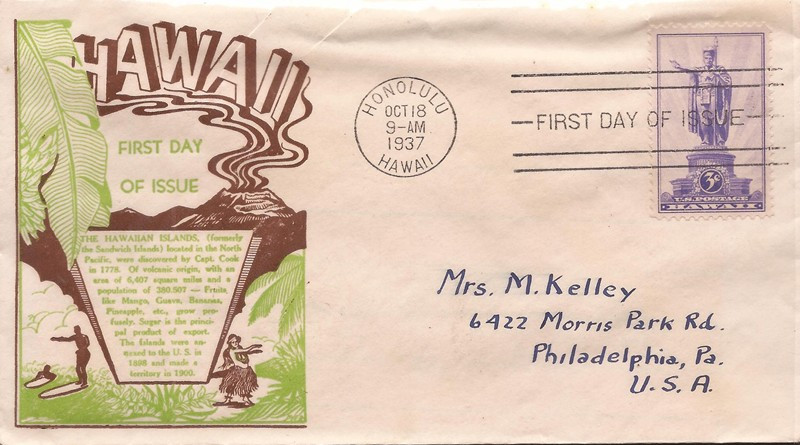 HAWAII
FIRST DAY
OF ISSUE
THE HAWAIIAN ISLANDS, (formerly
the Sandwich Islands) located in the North
Pacific, were discovered by Capt. Cook
in 1778. Of volcanic origin, with an
area of 6,407 square miles and a
population of 380,507 — Fruits,
like Mango, Guava, Bananas,
Pineapple, etc., grow pro-
fusely. Sugar is the princi-
pal product of export.
The Islands were an-
nexed to the U. S. in
1898 and made a
territory in 1900.
HONOLULU
OCT 18
9-AM
1937
HAWAII
FIRST DAY OF ISSUE
3¢
U.S. POSTAGE
HAWAII
Mrs. M. Kelley
6422 Morris Park Rd.
Philadelphia, Pa.
U. S. A.